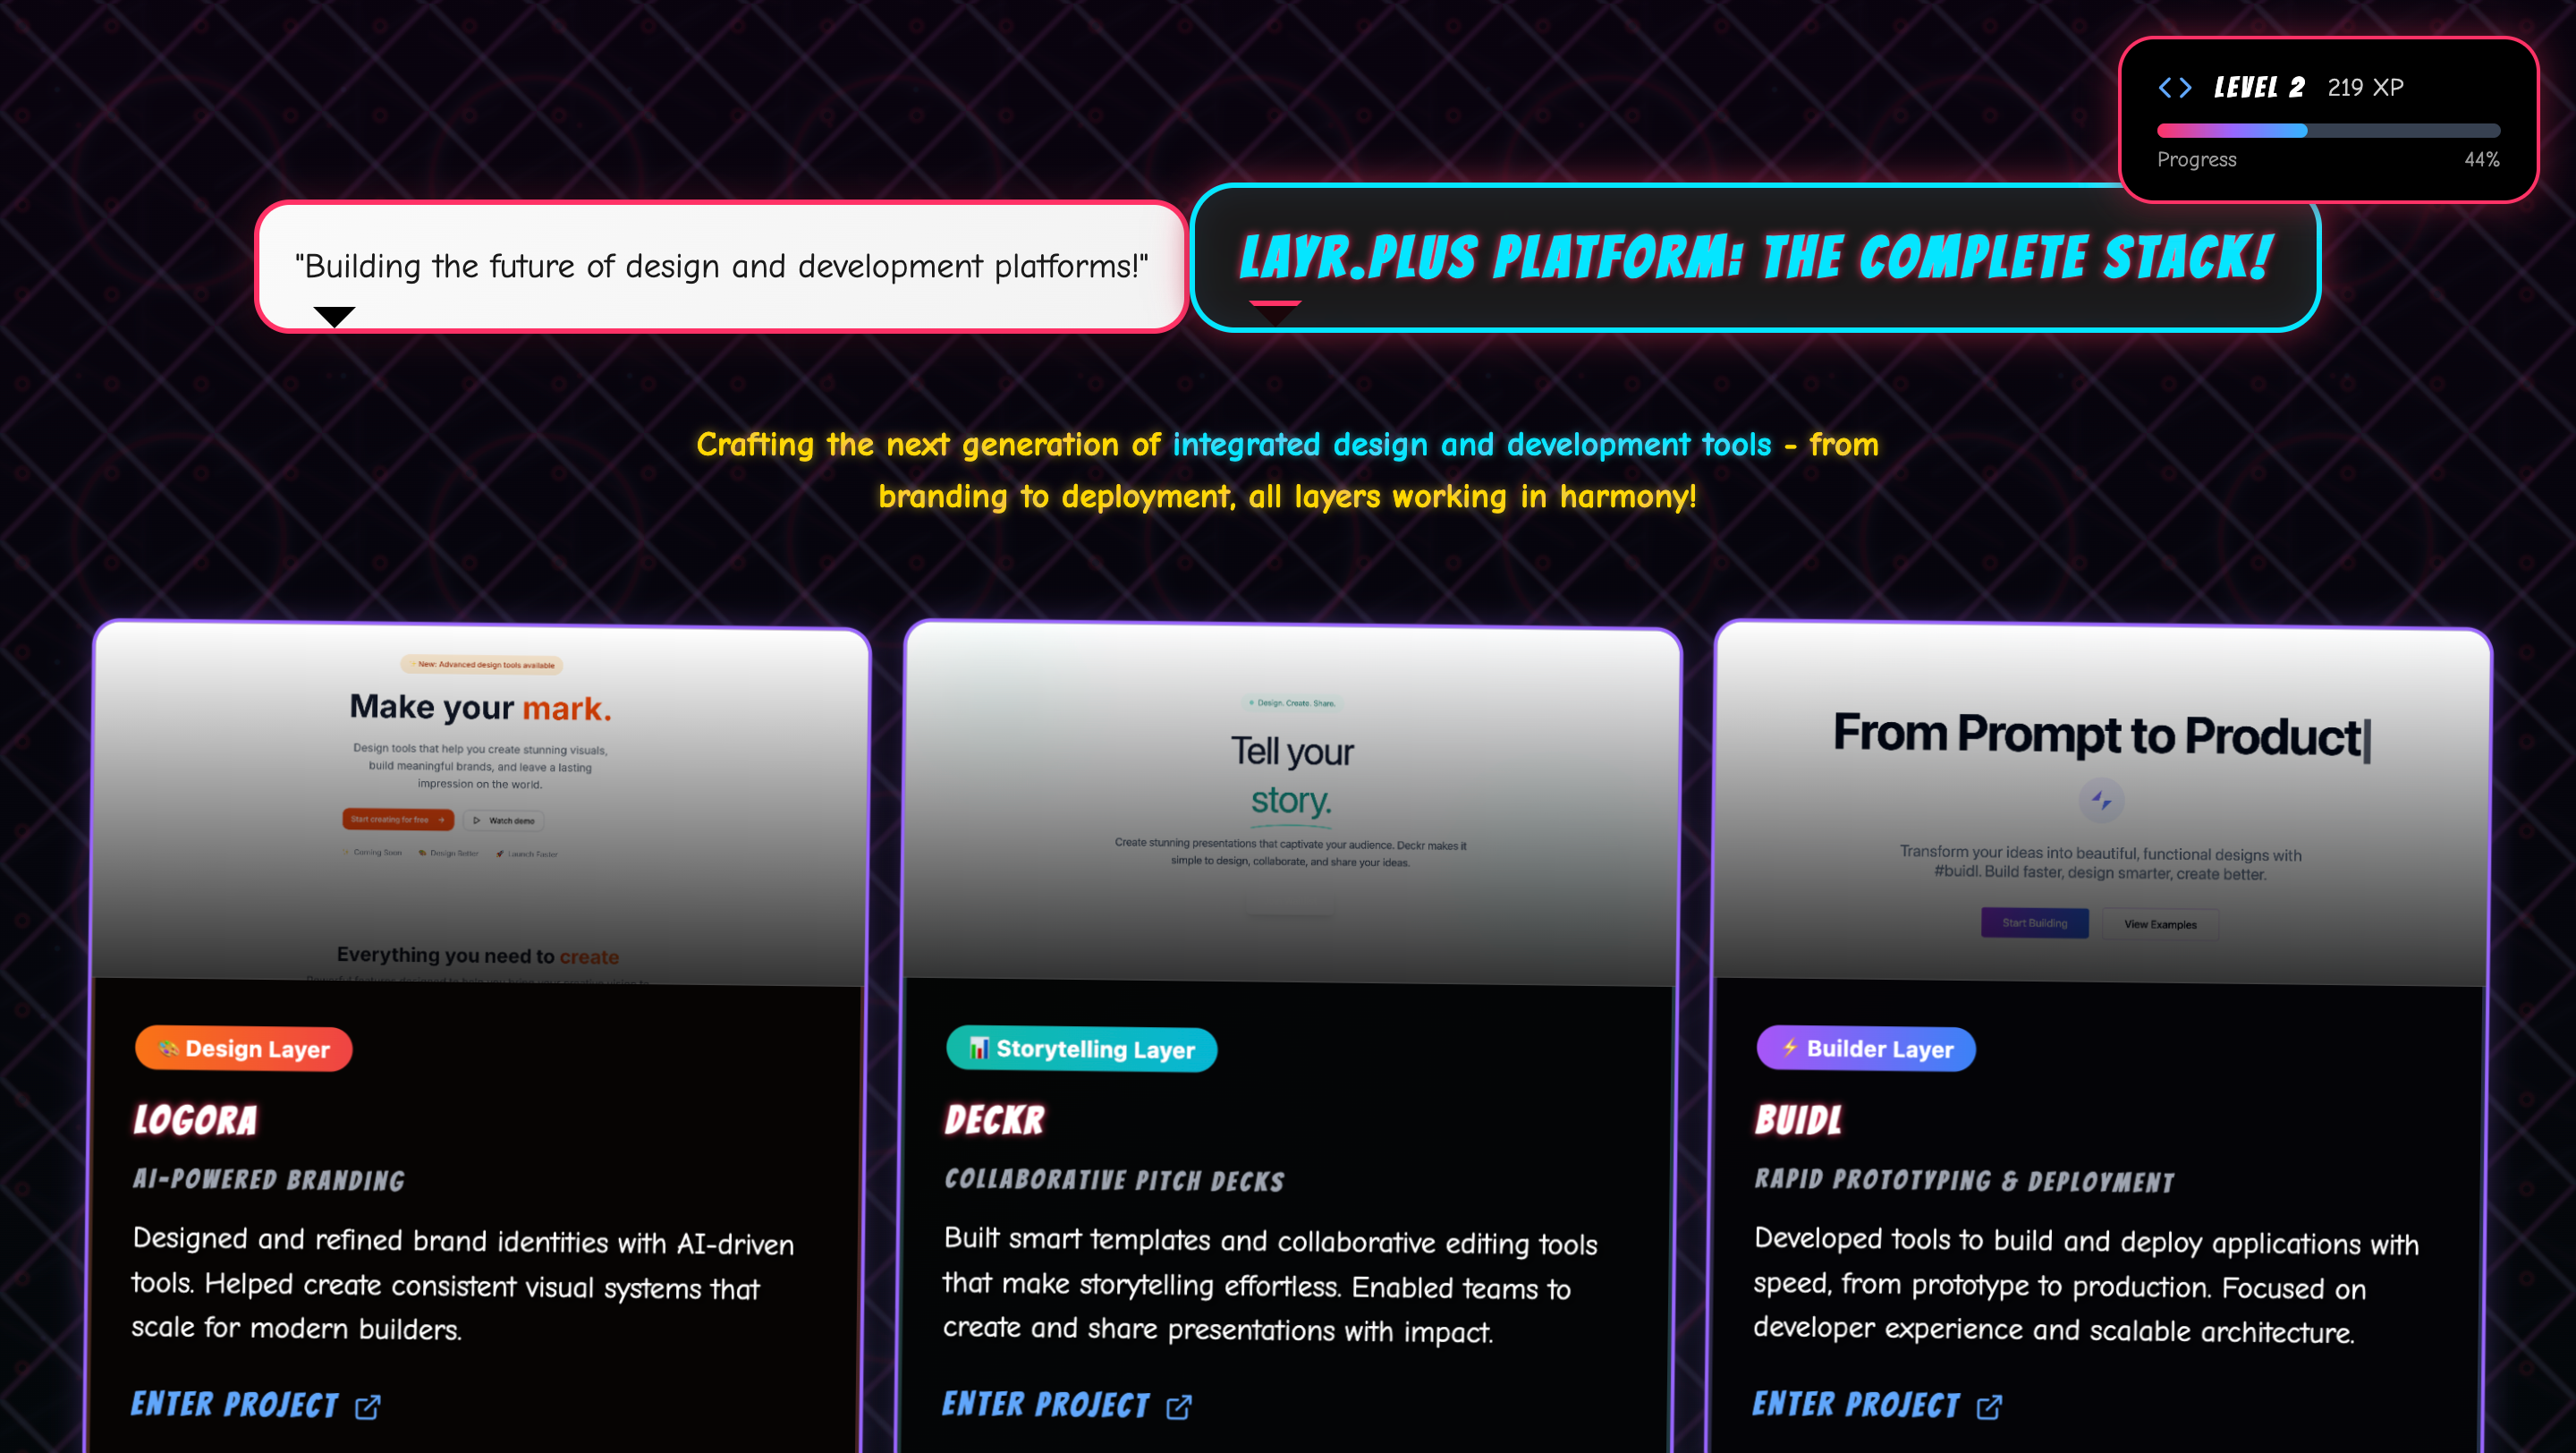 LEVEL 2 219 XP
Progress 44%
"Building the future of design and development platforms!"
LAYR.PLUS PLATFORM: THE COMPLETE STACK!
Crafting the next generation of integrated design and development tools - from
branding to deployment, all layers working in harmony!
New: Advanced design tools available
Make your mark.
Design tools that help you create stunning visuals,
build meaningful brands, and leave a lasting
impression on the world.
Start creating for free → Watch demo
Coming Soon Design Better Launch Faster
Everything you need to create
🎨 Design Layer
LOGORA
AI-POWERED BRANDING
Designed and refined brand identities with AI-driven
tools. Helped create consistent visual systems that
scale for modern builders.
ENTER PROJECT
Design. Create. Share.
Tell your
story.
Create stunning presentations that captivate your audience. Deckr makes it
simple to design, collaborate, and share your ideas.
📊 Storytelling Layer
DECKR
COLLABORATIVE PITCH DECKS
Built smart templates and collaborative editing tools
that make storytelling effortless. Enabled teams to
create and share presentations with impact.
ENTER PROJECT
From Prompt to Product|
Transform your ideas into beautiful, functional designs with
#buidl. Build faster, design smarter, create better.
Start Building View Examples
⚡ Builder Layer
BUIDL
RAPID PROTOTYPING & DEPLOYMENT
Developed tools to build and deploy applications with
speed, from prototype to production. Focused on
developer experience and scalable architecture.
ENTER PROJECT